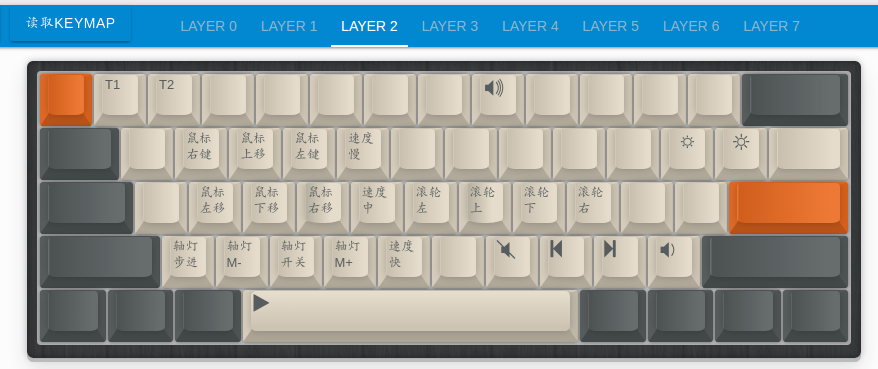 读取KEYMAP LAYER 0 LAYER 1 LAYER 2 LAYER 3 LAYER 4 LAYER 5 LAYER 6 LAYER 7
T1 T2
鼠标 鼠标 鼠标 速度
右键 上移 左键 慢
鼠标 鼠标 鼠标 速度 滚轮 滚轮 滚轮 滚轮
左移 下移 右移 中 左 上 下 右
轴灯 轴灯 轴灯 轴灯 速度
步进 M- 开关 M+ 快